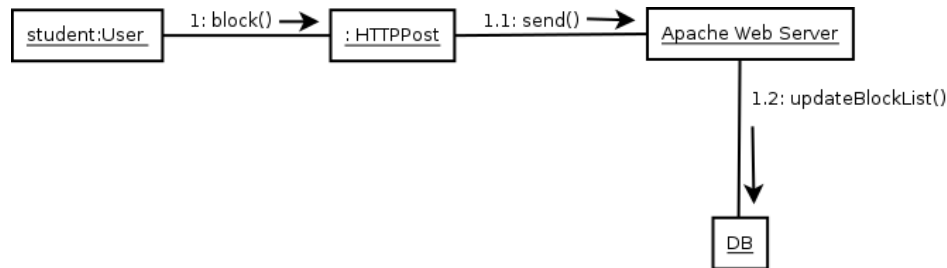 1: block()
1.1: send()
student:User
: HTTPPost
Apache Web Server
1.2: updateBlockList()
DB